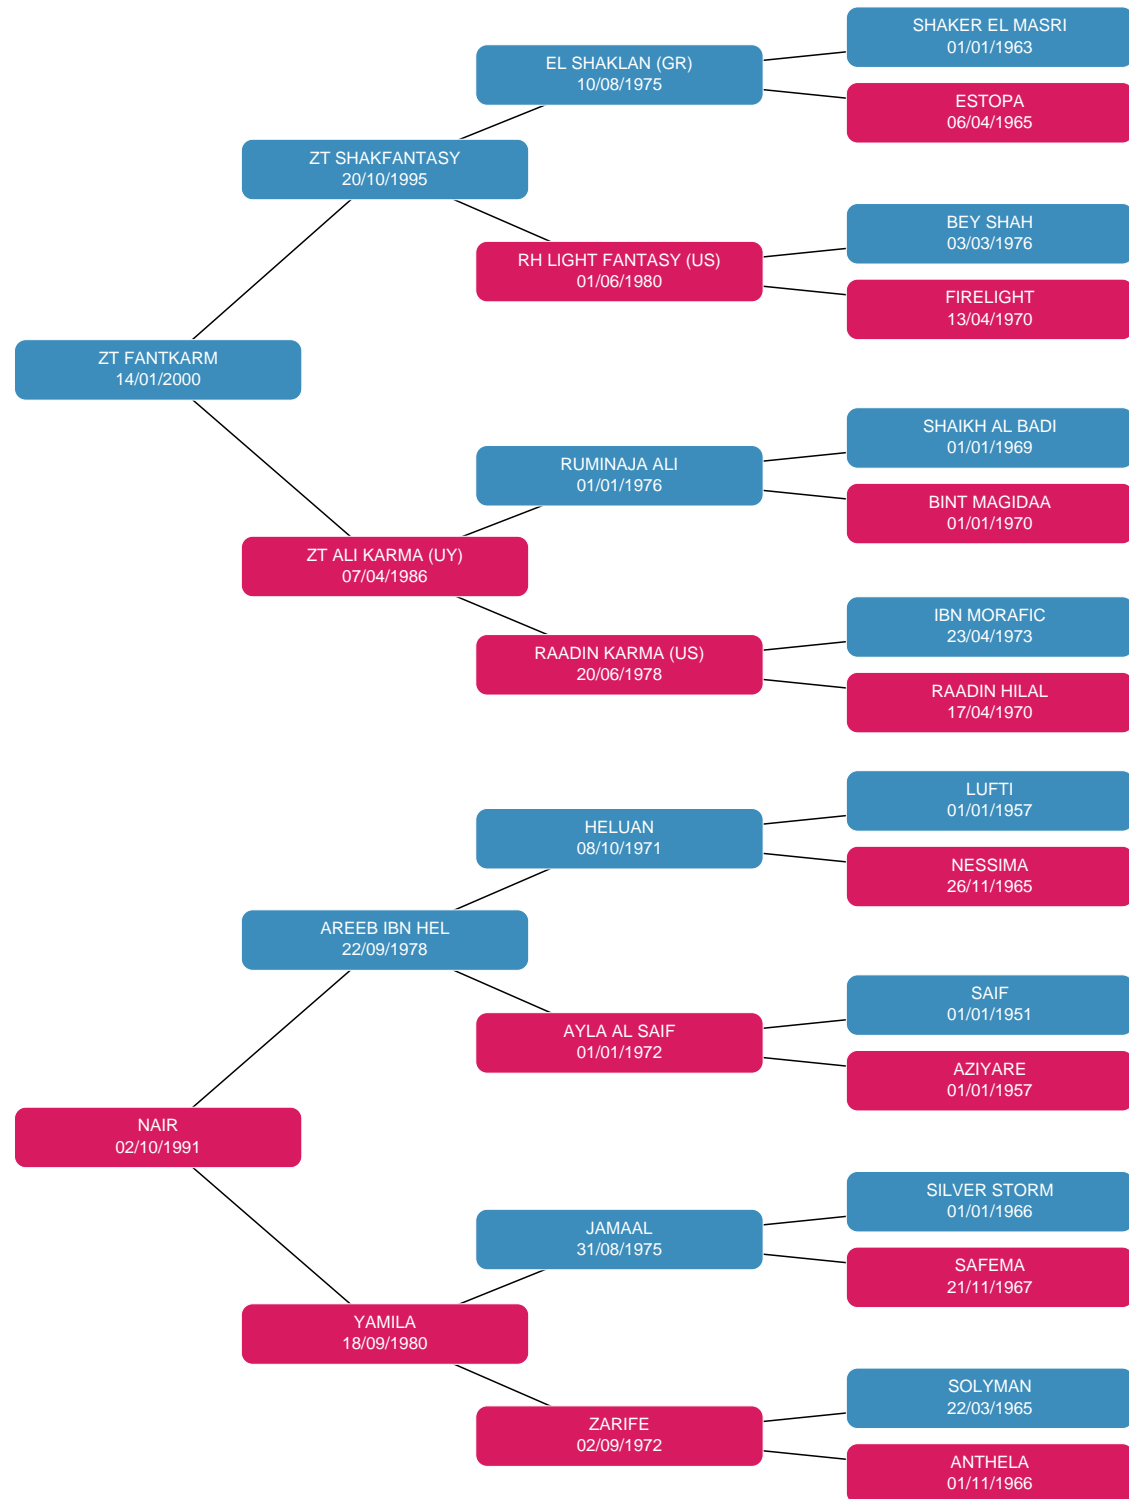 SHAKER EL MASRI
01/01/1963
EL SHAKLAN (GR)
10/08/1975
ESTOPA
06/04/1965
ZT SHAKFANTASY
20/10/1995
BEY SHAH
03/03/1976
RH LIGHT FANTASY (US)
01/06/1980
FIRELIGHT
13/04/1970
ZT FANTKARM
14/01/2000
SHAIKH AL BADI
01/01/1969
RUMINAJA ALI
01/01/1976
BINT MAGIDAA
01/01/1970
ZT ALI KARMA (UY)
07/04/1986
IBN MORAFIC
23/04/1973
RAADIN KARMA (US)
20/06/1978
RAADIN HILAL
17/04/1970
LUFTI
01/01/1957
HELUAN
08/10/1971
NESSIMA
26/11/1965
AREEB IBN HEL
22/09/1978
SAIF
01/01/1951
AYLA AL SAIF
01/01/1972
AZIYARE
01/01/1957
NAIR
02/10/1991
SILVER STORM
01/01/1966
JAMAAL
31/08/1975
SAFEMA
21/11/1967
YAMILA
18/09/1980
SOLYMAN
22/03/1965
ZARIFE
02/09/1972
ANTHELA
01/11/1966